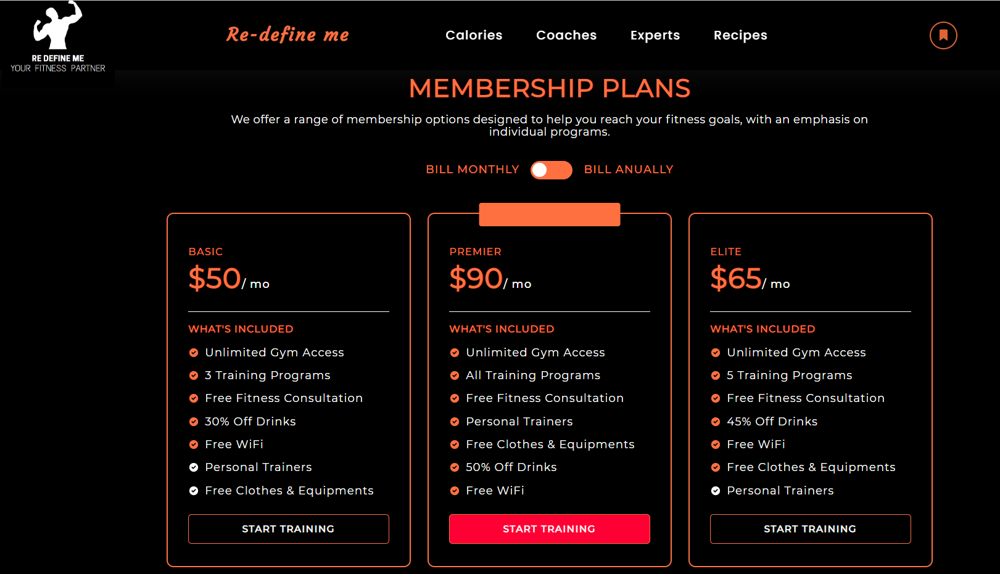 RE DEFINE ME
YOUR FITNESS PARTNER
Re-define me
Calories
Coaches
Experts
Recipes
MEMBERSHIP PLANS
We offer a range of membership options designed to help you reach your fitness goals, with an emphasis on
individual programs.
BILL MONTHLY
BILL ANUALLY
BASIC
$50/ mo
WHAT'S INCLUDED
Unlimited Gym Access
3 Training Programs
Free Fitness Consultation
30% Off Drinks
Free WiFi
Personal Trainers
Free Clothes & Equipments
START TRAINING
PREMIER
$90/ mo
WHAT'S INCLUDED
Unlimited Gym Access
All Training Programs
Free Fitness Consultation
Personal Trainers
Free Clothes & Equipments
50% Off Drinks
Free WiFi
START TRAINING
ELITE
$65/ mo
WHAT'S INCLUDED
Unlimited Gym Access
5 Training Programs
Free Fitness Consultation
45% Off Drinks
Free WiFi
Free Clothes & Equipments
Personal Trainers
START TRAINING